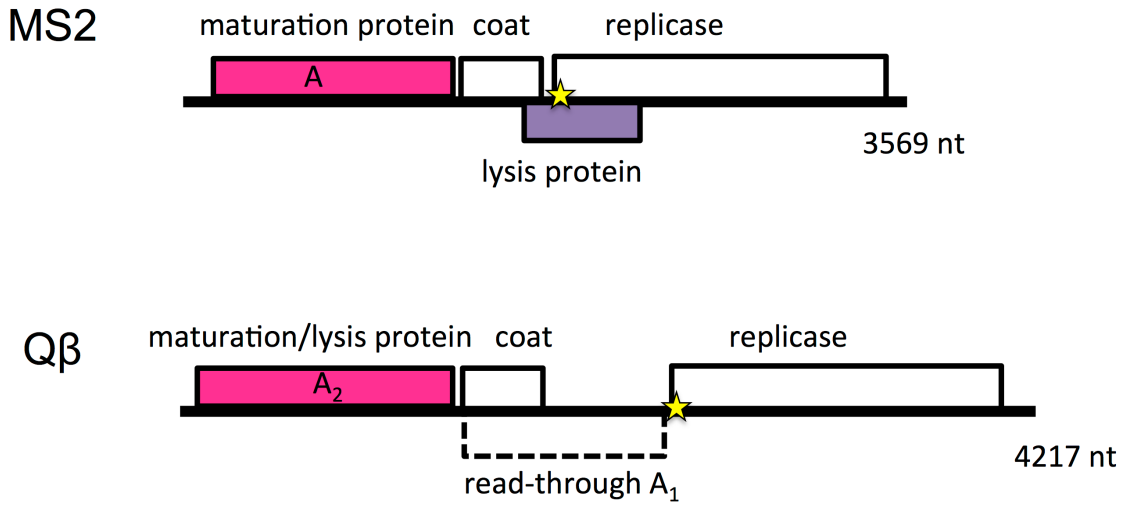 MS2
maturation protein coat replicase
A
lysis protein
3569 nt
Qβ
maturation/lysis protein coat replicase
A₂
read-through A₁
4217 nt